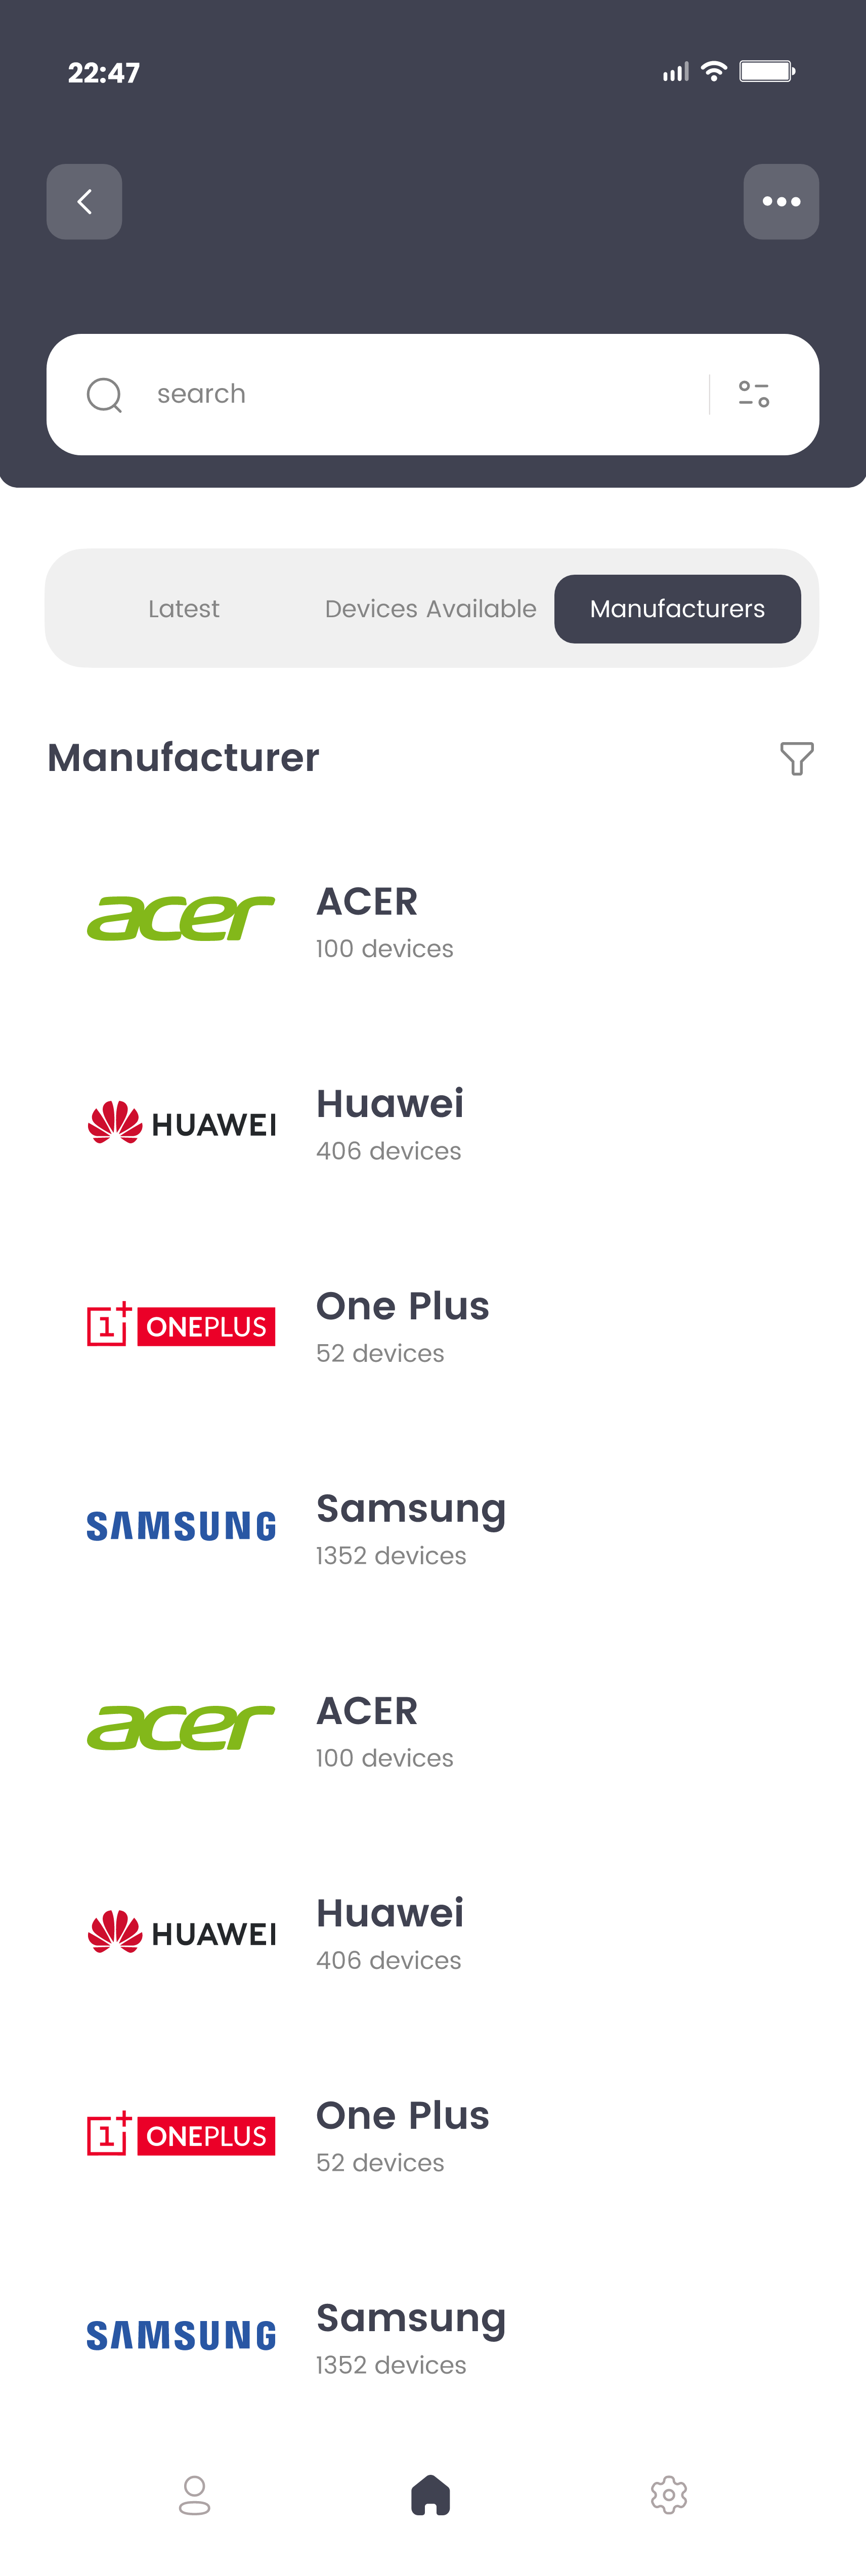 22:47
search
Latest
Devices Available
Manufacturers
Manufacturer
acer
ACER
100 devices
HUAWEI
Huawei
406 devices
1+ ONEPLUS
One Plus
52 devices
SAMSUNG
Samsung
1352 devices
acer
ACER
100 devices
HUAWEI
Huawei
406 devices
1+ ONEPLUS
One Plus
52 devices
SAMSUNG
Samsung
1352 devices